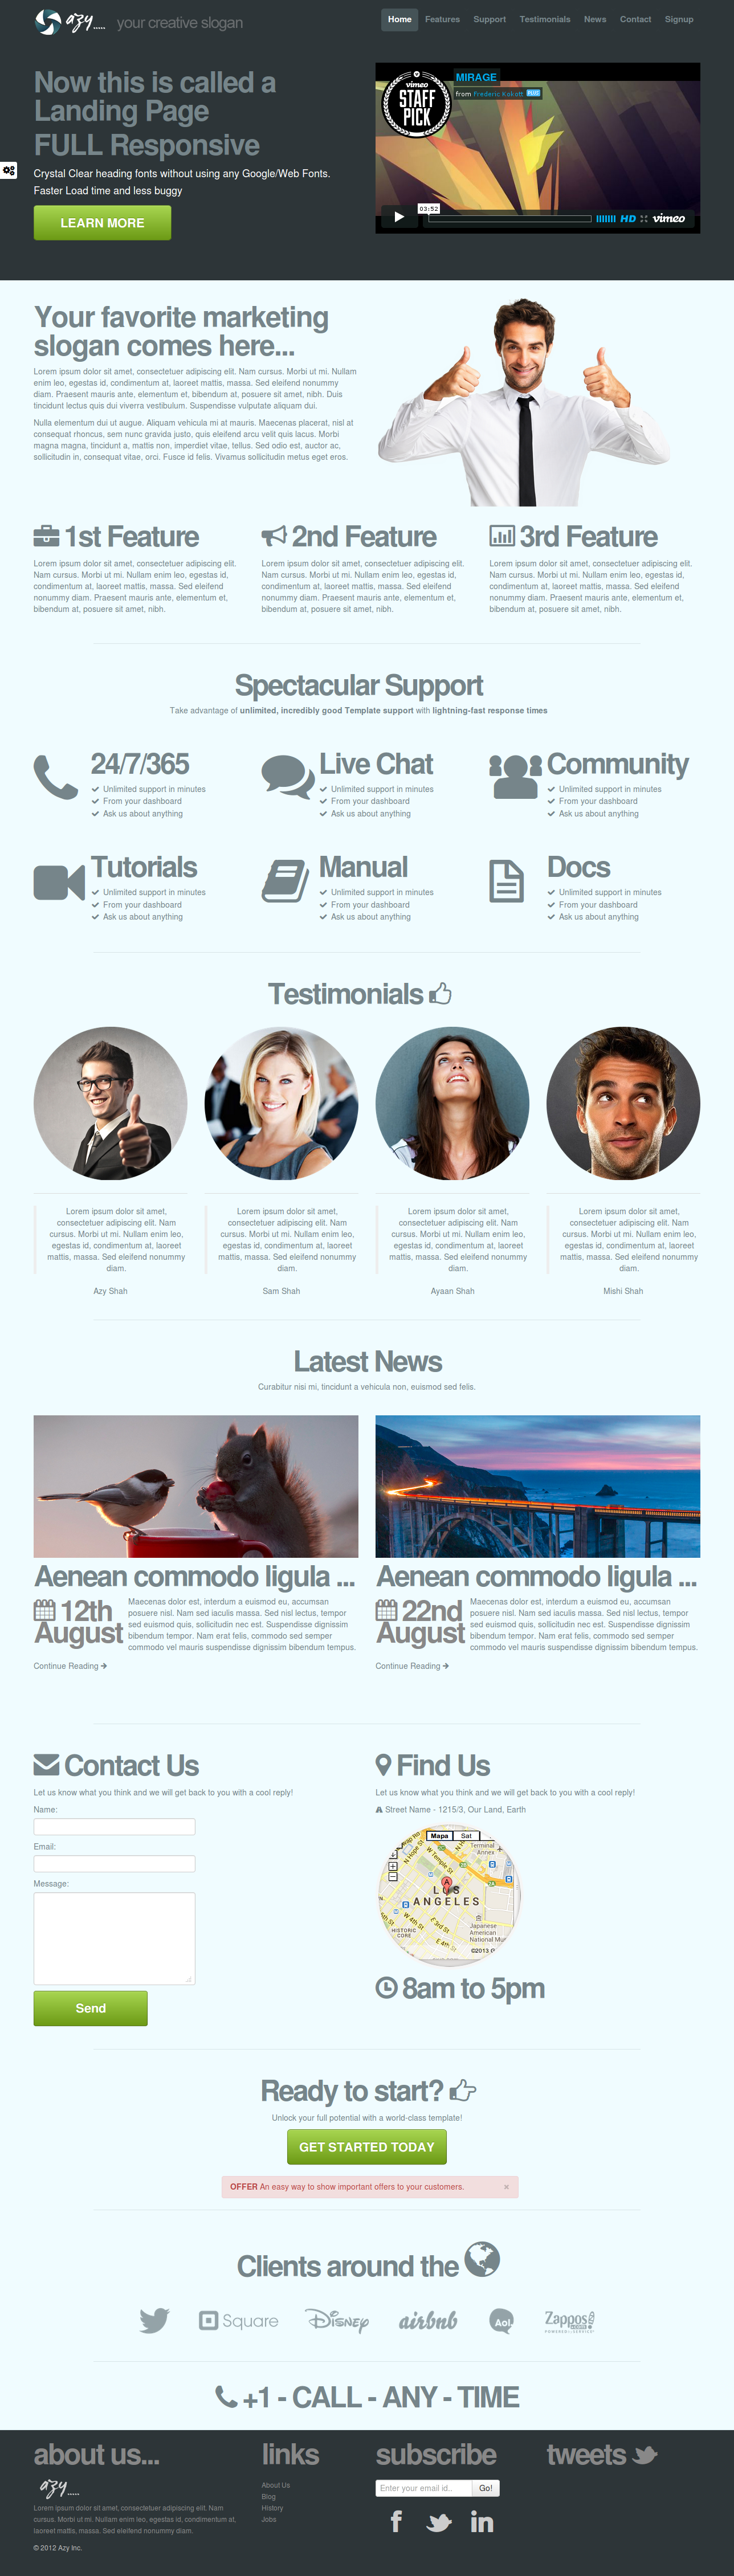 azy..... your creative slogan
Home Features Support Testimonials News Contact Signup
Now this is called a
Landing Page
FULL Responsive
Crystal Clear heading fonts without using any Google/Web Fonts.
Faster Load time and less buggy
LEARN MORE
vimeo
STAFF
PICK
MIRAGE
from Frederic Kokott PLUS
03:52
HD vimeo
Your favorite marketing
slogan comes here...
Lorem ipsum dolor sit amet, consectetuer adipiscing elit. Nam cursus. Morbi ut mi. Nullam
enim leo, egestas id, condimentum at, laoreet mattis, massa. Sed eleifend nonummy
diam. Praesent mauris ante, elementum et, bibendum at, posuere sit amet, nibh. Duis
tincidunt lectus quis dui viverra vestibulum. Suspendisse vulputate aliquam dui.
Nulla elementum dui ut augue. Aliquam vehicula mi at mauris. Maecenas placerat, nisl at
consequat rhoncus, sem nunc gravida justo, quis eleifend arcu velit quis lacus. Morbi
magna magna, tincidunt a, mattis non, imperdiet vitae, tellus. Sed odio est, auctor ac,
sollicitudin in, consequat vitae, orci. Fusce id felis. Vivamus sollicitudin metus eget eros.
1st Feature
Lorem ipsum dolor sit amet, consectetuer adipiscing elit.
Nam cursus. Morbi ut mi. Nullam enim leo, egestas id,
condimentum at, laoreet mattis, massa. Sed eleifend
nonummy diam. Praesent mauris ante, elementum et,
bibendum at, posuere sit amet, nibh.
2nd Feature
Lorem ipsum dolor sit amet, consectetuer adipiscing elit.
Nam cursus. Morbi ut mi. Nullam enim leo, egestas id,
condimentum at, laoreet mattis, massa. Sed eleifend
nonummy diam. Praesent mauris ante, elementum et,
bibendum at, posuere sit amet, nibh.
3rd Feature
Lorem ipsum dolor sit amet, consectetuer adipiscing elit.
Nam cursus. Morbi ut mi. Nullam enim leo, egestas id,
condimentum at, laoreet mattis, massa. Sed eleifend
nonummy diam. Praesent mauris ante, elementum et,
bibendum at, posuere sit amet, nibh.
Spectacular Support
Take advantage of unlimited, incredibly good Template support with lightning-fast response times
24/7/365
Unlimited support in minutes
From your dashboard
Ask us about anything
Live Chat
Unlimited support in minutes
From your dashboard
Ask us about anything
Community
Unlimited support in minutes
From your dashboard
Ask us about anything
Tutorials
Unlimited support in minutes
From your dashboard
Ask us about anything
Manual
Unlimited support in minutes
From your dashboard
Ask us about anything
Docs
Unlimited support in minutes
From your dashboard
Ask us about anything
Testimonials
Lorem ipsum dolor sit amet,
consectetuer adipiscing elit. Nam
cursus. Morbi ut mi. Nullam enim leo,
egestas id, condimentum at, laoreet
mattis, massa. Sed eleifend nonummy
diam.
Azy Shah
Lorem ipsum dolor sit amet,
consectetuer adipiscing elit. Nam
cursus. Morbi ut mi. Nullam enim leo,
egestas id, condimentum at, laoreet
mattis, massa. Sed eleifend nonummy
diam.
Sam Shah
Lorem ipsum dolor sit amet,
consectetuer adipiscing elit. Nam
cursus. Morbi ut mi. Nullam enim leo,
egestas id, condimentum at, laoreet
mattis, massa. Sed eleifend nonummy
diam.
Ayaan Shah
Lorem ipsum dolor sit amet,
consectetuer adipiscing elit. Nam
cursus. Morbi ut mi. Nullam enim leo,
egestas id, condimentum at, laoreet
mattis, massa. Sed eleifend nonummy
diam.
Mishi Shah
Latest News
Curabitur nisi mi, tincidunt a vehicula non, euismod sed felis.
Aenean commodo ligula ...
12th
August
Maecenas dolor est, interdum a euismod eu, accumsan
posuere nisl. Nam sed iaculis massa. Sed nisl lectus, tempor
sed euismod quis, sollicitudin nec est. Suspendisse dignissim
bibendum tempor. Nam erat felis, commodo sed semper
commodo vel mauris suspendisse dignissim bibendum tempus.
Continue Reading
Aenean commodo ligula ...
22nd
August
Maecenas dolor est, interdum a euismod eu, accumsan
posuere nisl. Nam sed iaculis massa. Sed nisl lectus, tempor
sed euismod quis, sollicitudin nec est. Suspendisse dignissim
bibendum tempor. Nam erat felis, commodo sed semper
commodo vel mauris suspendisse dignissim bibendum tempus.
Continue Reading
Contact Us
Let us know what you think and we will get back to you with a cool reply!
Name:
Email:
Message:
Send
Find Us
Let us know what you think and we will get back to you with a cool reply!
Street Name - 1215/3, Our Land, Earth
Mapa Sat
Terminal
Annex
N Hope St
W Temple St
A
LOS
ANGELES
HISTORIC
CORE
E 3rd St
E 4th St
Japanese
American
National Mu
©2013 G
8am to 5pm
Ready to start?
Unlock your full potential with a world-class template!
GET STARTED TODAY
OFFER An easy way to show important offers to your customers. ×
Clients around the
Square Disney airbnb Aol. Zappos
POWERED by SERVICE
+1 - CALL - ANY - TIME
about us...
azy.....
Lorem ipsum dolor sit amet, consectetuer adipiscing elit. Nam
cursus. Morbi ut mi. Nullam enim leo, egestas id, condimentum at,
laoreet mattis, massa. Sed eleifend nonummy diam.
© 2012 Azy Inc.
links
About Us
Blog
History
Jobs
subscribe
Enter your email id.. Go!
f in
tweets